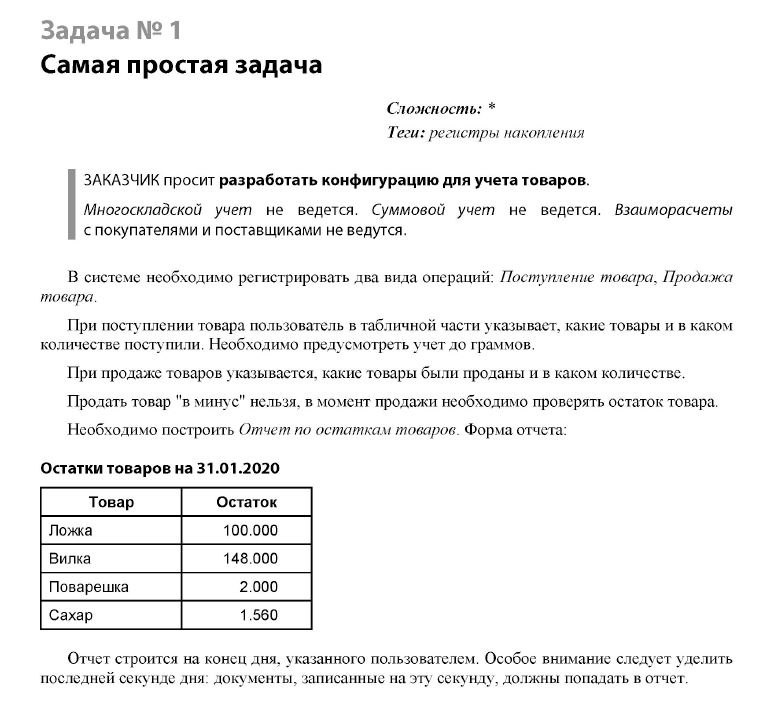 Задача № 1
Самая простая задача
Сложность: *
Теги: регистры накопления
ЗАКАЗЧИК просит разработать конфигурацию для учета товаров.
Многоскладской учет не ведется. Суммовой учет не ведется. Взаиморасчеты
с покупателями и поставщиками не ведутся.
В системе необходимо регистрировать два вида операций: Поступление товара, Продажа
товара.
При поступлении товара пользователь в табличной части указывает, какие товары и в каком
количестве поступили. Необходимо предусмотреть учет до граммов.
При продаже товаров указывается, какие товары были проданы и в каком количестве.
Продать товар "в минус" нельзя, в момент продажи необходимо проверять остаток товара.
Необходимо построить Отчет по остаткам товаров. Форма отчета:
Остатки товаров на 31.01.2020
Товар Остаток
Ложка 100.000
Вилка 148.000
Поварешка 2.000
Сахар 1.560
Отчет строится на конец дня, указанного пользователем. Особое внимание следует уделить
последней секунде дня: документы, записанные на эту секунду, должны попадать в отчет.